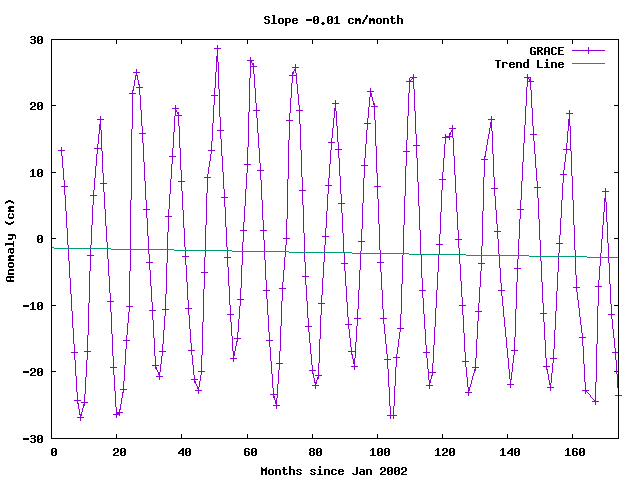 Slope -0.01 cm/month
GRACE
Trend Line
30
20
10
0
-10
-20
-30
Anomaly (cm)
0 20 40 60 80 100 120 140 160
Months since Jan 2002